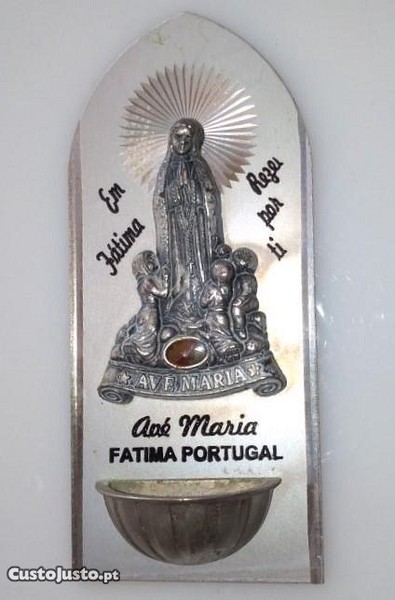 Em
Fátima
Rezei
por
ti
AVE MARIA
Avé Maria
FATIMA PORTUGAL
CustoJusto.pt